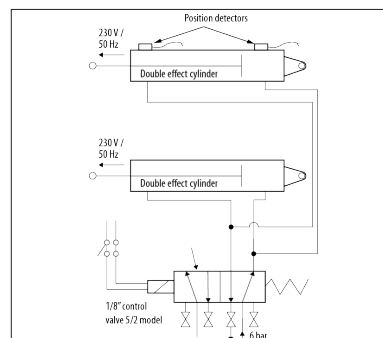 Position detectors
230 V /
50 Hz
Double effect cylinder
230 V /
50 Hz
Double effect cylinder
1/8" control
valve 5/2 model
6 bar